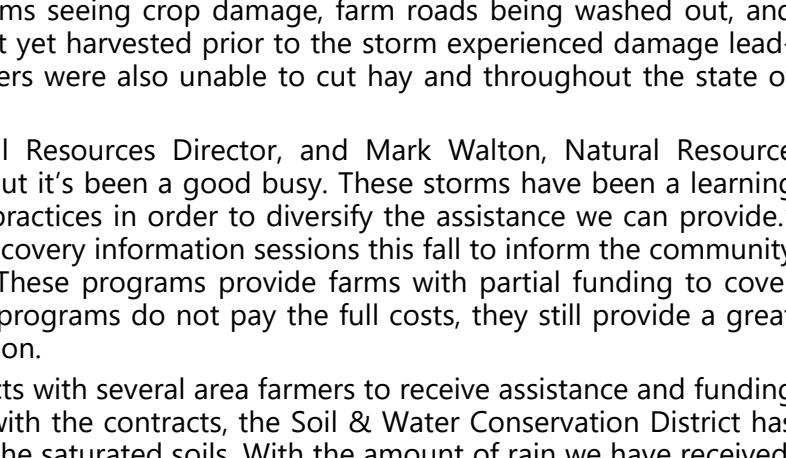 ms seeing crop damage, farm roads being washed out, and
t yet harvested prior to the storm experienced damage lead-
ers were also unable to cut hay and throughout the state of
l Resources Director, and Mark Walton, Natural Resource
ut it’s been a good busy. These storms have been a learning
practices in order to diversify the assistance we can provide.
covery information sessions this fall to inform the community
These programs provide farms with partial funding to cover
programs do not pay the full costs, they still provide a great
on.
cts with several area farmers to receive assistance and funding
with the contracts, the Soil & Water Conservation District has
he saturated soils. With the amount of rain we have received